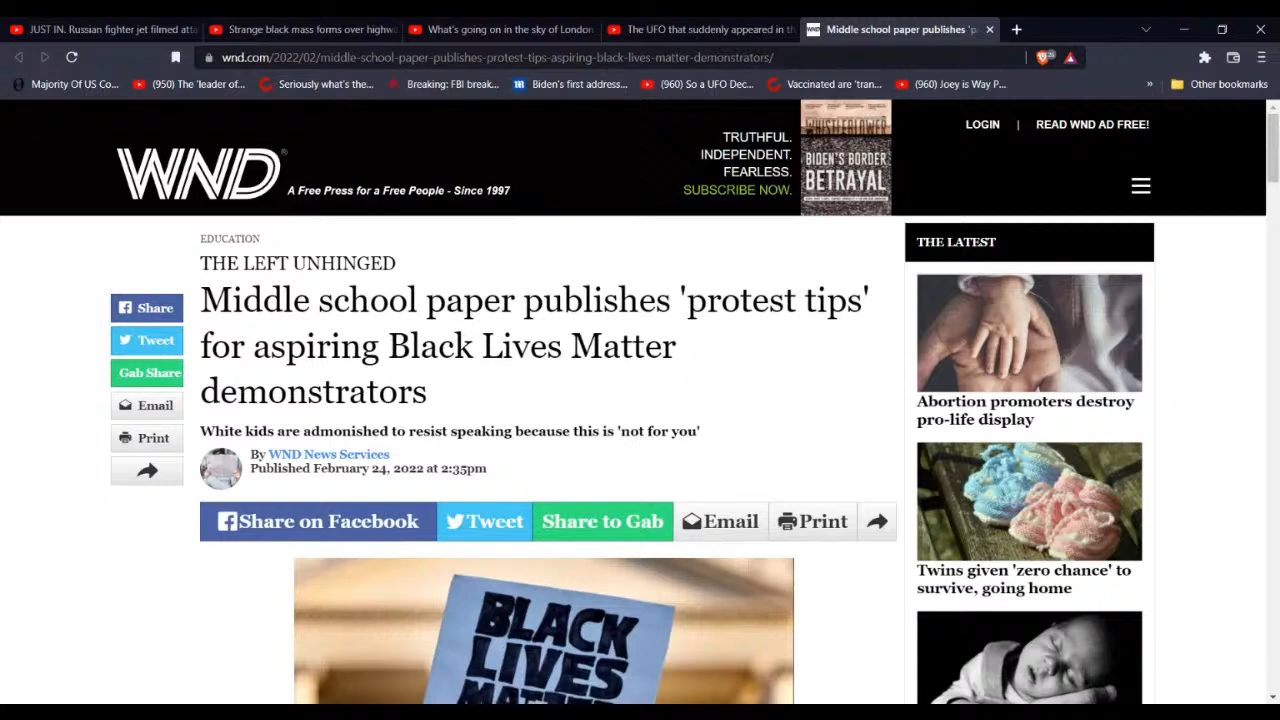 JUST IN. Russian fighter jet filmed atta
Strange black mass forms over highw
What's going on in the sky of London
The UFO that suddenly appeared in th
Middle school paper publishes 'p
wnd.com/2022/02/middle-school-paper-publishes-protest-tips-aspiring-black-lives-matter-demonstrators/
Majority Of US Co...
(950) The 'leader of...
Seriously what's the...
Breaking: FBI brek...
Biden's first address...
(960) So a UFO Dec...
Vaccinated are 'tran...
(960) Joey is Way P...
»
Other bookmarks
WND
A Free Press for a Free People - Since 1997
TRUTHFUL.
INDEPENDENT.
FEARLESS.
SUBSCRIBE NOW.
WHISTLEBLOWER
BIDEN'S BORDER
BETRAYAL
LOGIN | READ WND AD FREE!
EDUCATION
THE LEFT UNHINGED
Middle school paper publishes 'protest tips'
for aspiring Black Lives Matter
demonstrators
White kids are admonished to resist speaking because this is 'not for you'
By WND News Services
Published February 24, 2022 at 2:35pm
Share
Tweet
Gab Share
Email
Print
Share on Facebook
Tweet
Share to Gab
Email
Print
BLACK
LIVES
MATTER
THE LATEST
Abortion promoters destroy
pro-life display
Twins given 'zero chance' to
survive, going home